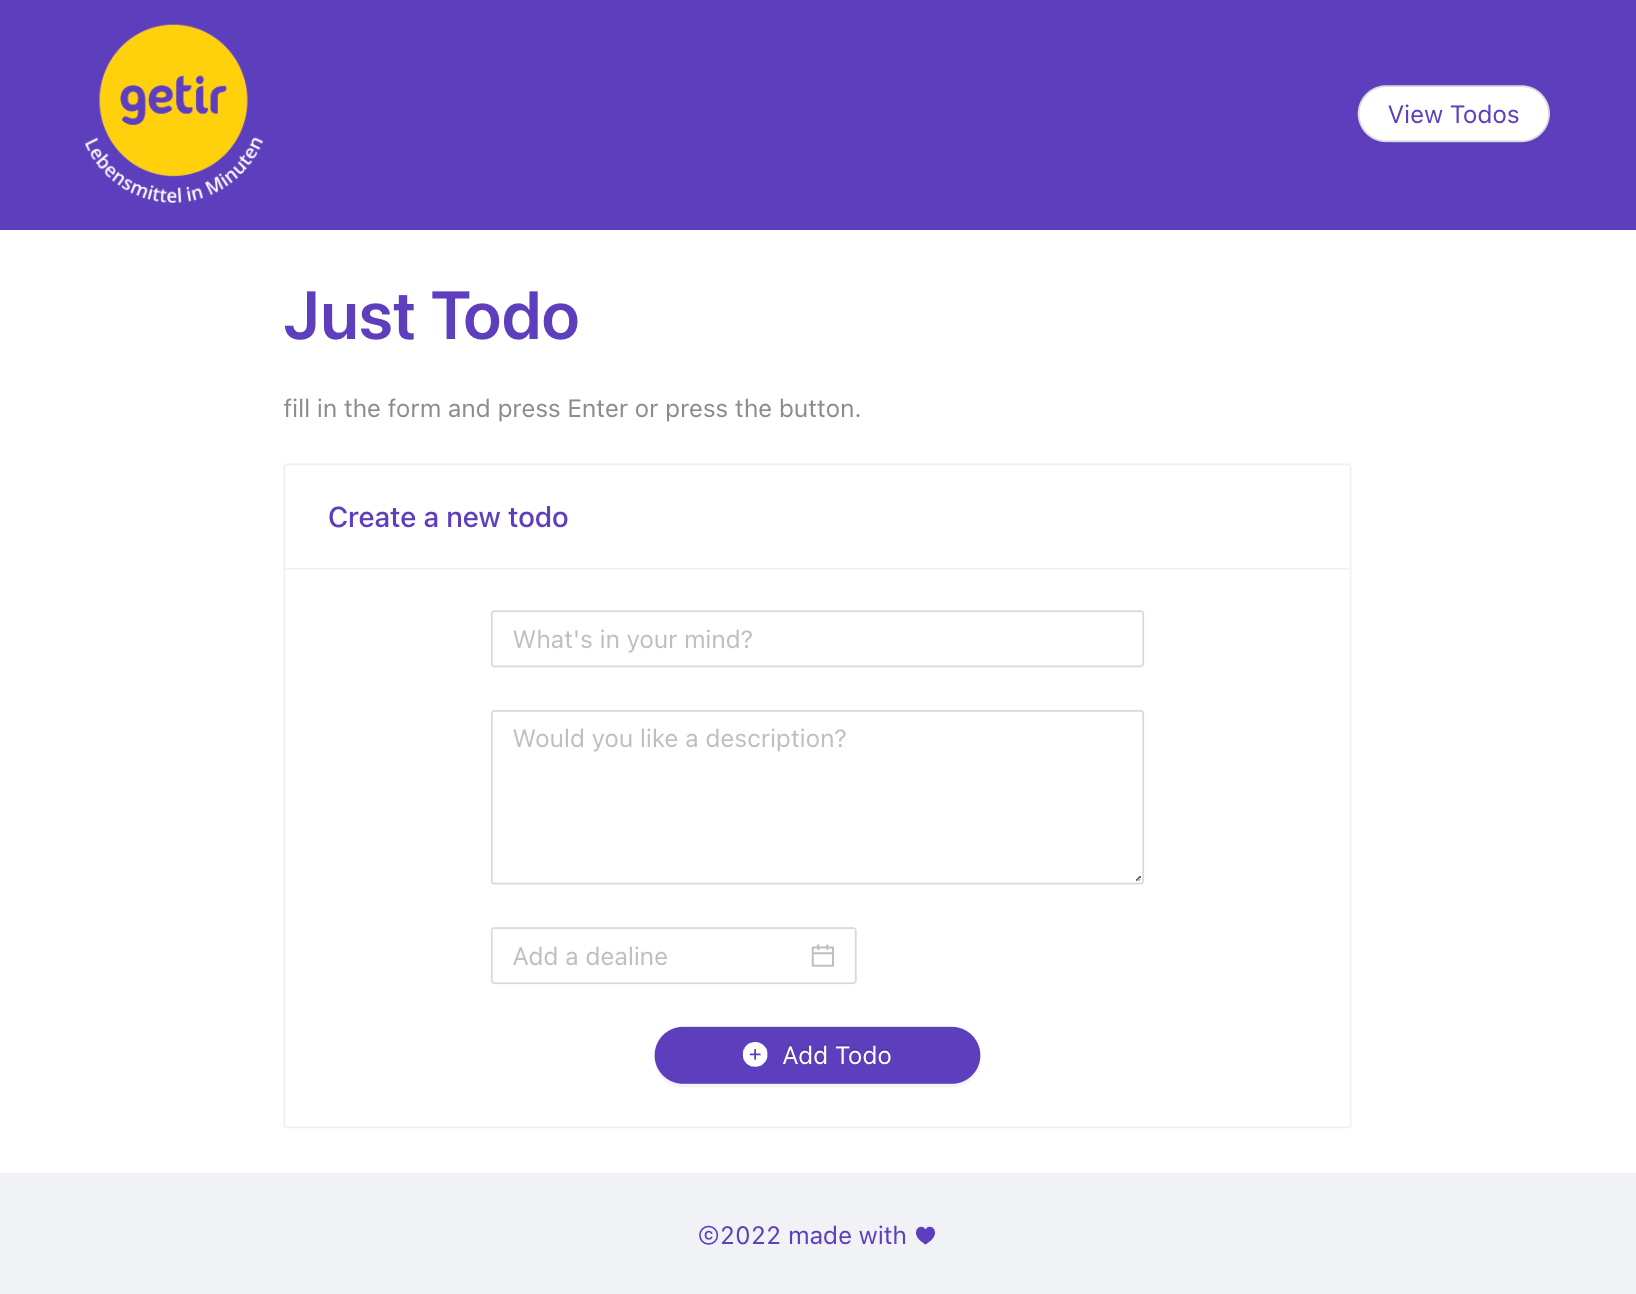 getir
Lebensmittel in Minuten
View Todos
Just Todo
fill in the form and press Enter or press the button.
Create a new todo
What's in your mind?
Would you like a description?
Add a dealine
Add Todo
©2022 made with